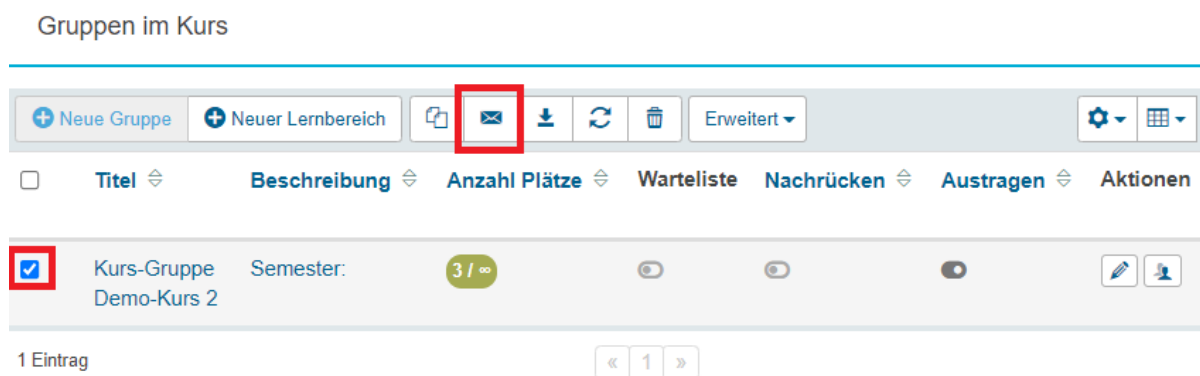 Gruppen im Kurs
Neue Gruppe Neuer Lernbereich Erweitert
Titel Beschreibung Anzahl Plätze Warteliste Nachrücken Austragen Aktionen
Kurs-Gruppe Semester: 3 / ∞
Demo-Kurs 2
1 Eintrag « 1 »